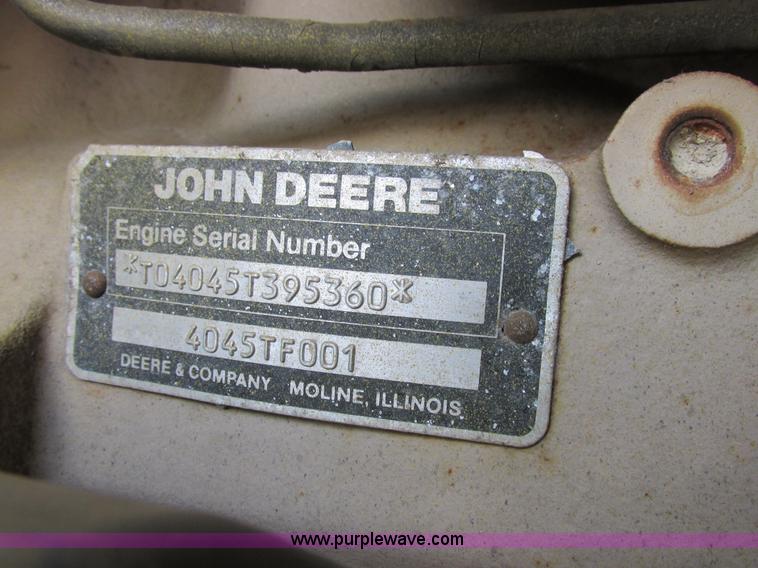 JOHN DEERE
Engine Serial Number
*T04045T395360*
4045TF001
DEERE & COMPANY MOLINE, ILLINOIS
www.purplewave.com